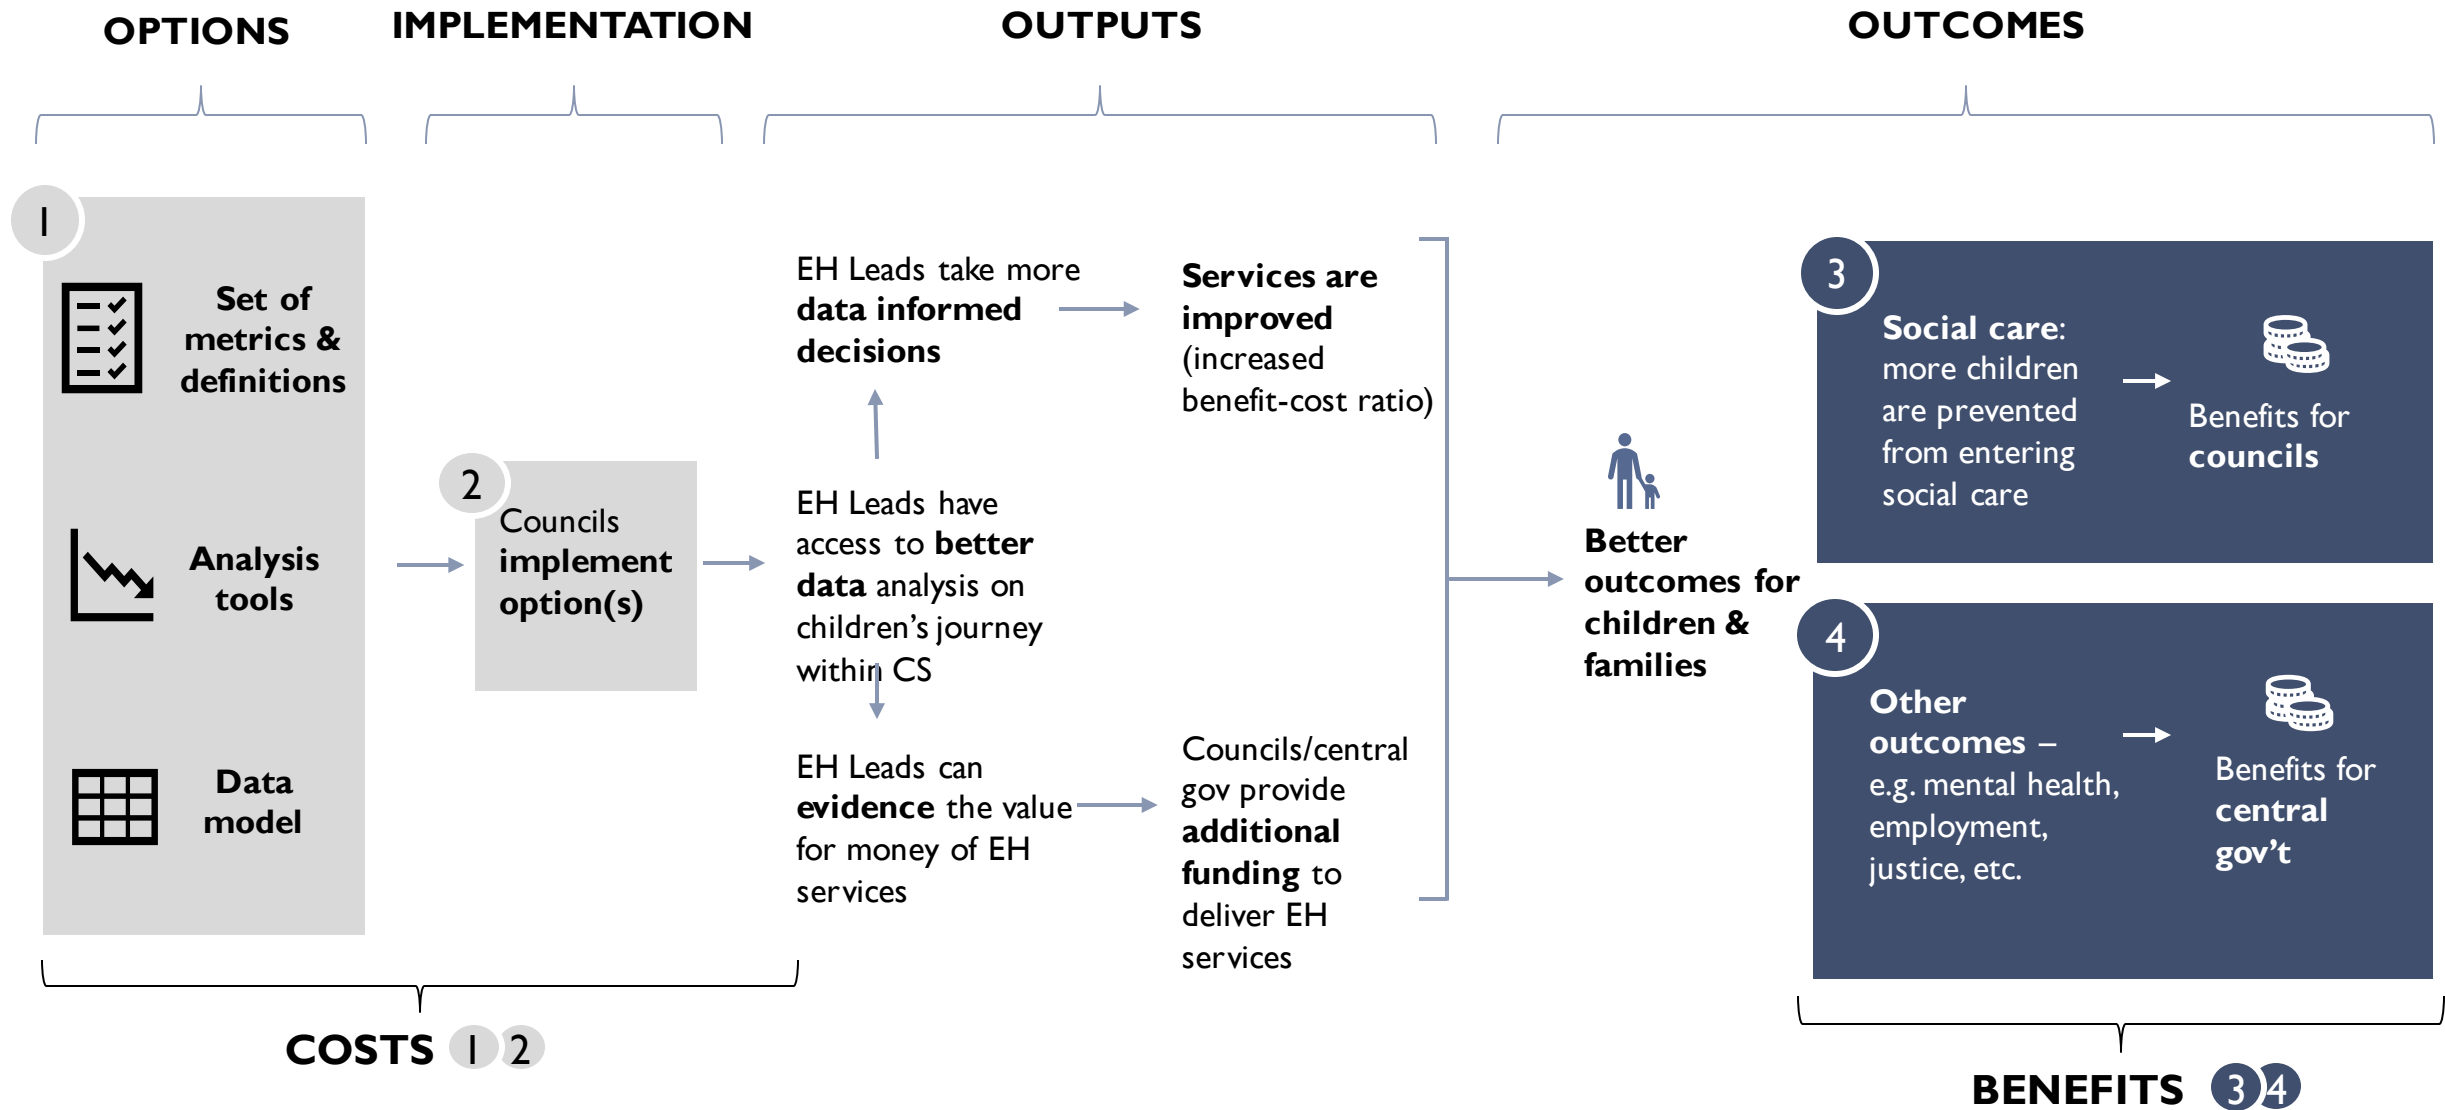 OPTIONS
IMPLEMENTATION
OUTPUTS
OUTCOMES
1
Set of
metrics &
definitions
Analysis
tools
Data
model
2
Councils
implement
option(s)
EH Leads take more
data informed
decisions
EH Leads have
access to better
data analysis on
children's journey
within CS
EH Leads can
evidence the value
for money of EH
services
Services are
improved
(increased
benefit-cost ratio)
Councils/central
gov provide
additional
funding to
deliver EH
services
Better
outcomes for
children &
families
3
Social care:
more children
are prevented
from entering
social care
Benefits for
councils
4
Other
outcomes –
e.g. mental health,
employment,
justice, etc.
Benefits for
central
gov't
COSTS 1 2
BENEFITS 3 4